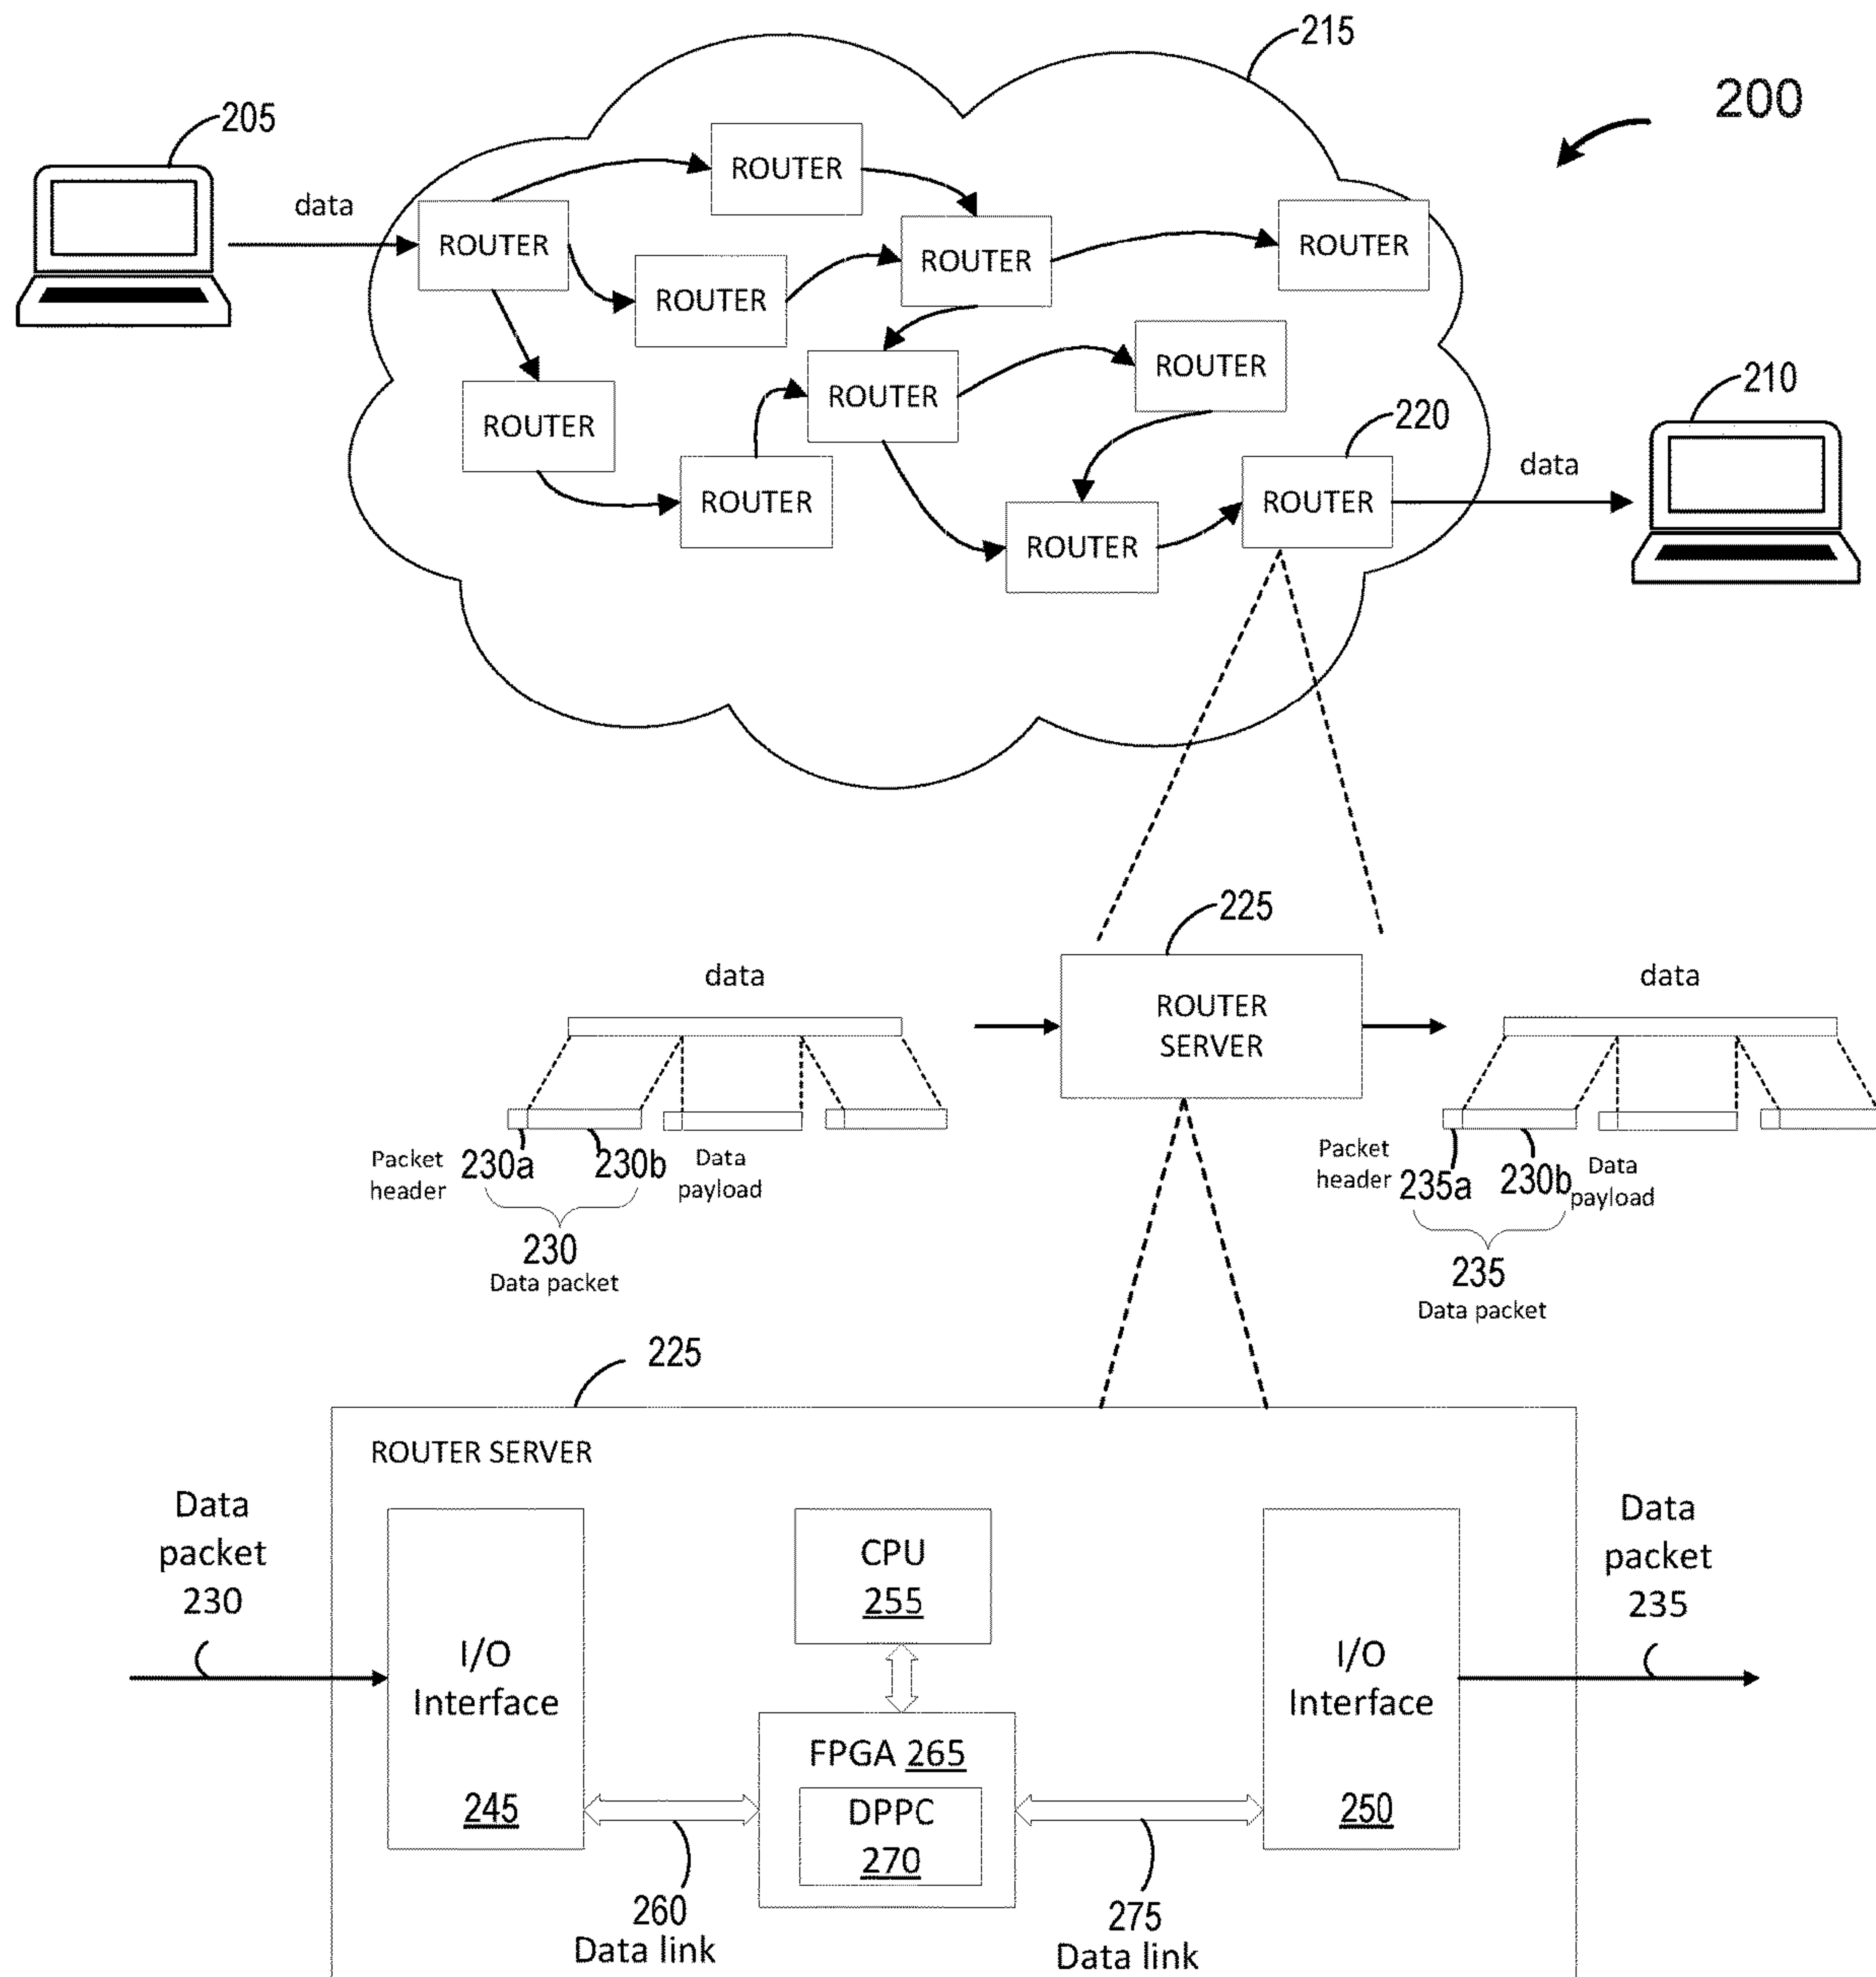 215
200
205
data
ROUTER
ROUTER
ROUTER
ROUTER
ROUTER
ROUTER
ROUTER
ROUTER
210
220
ROUTER
data
ROUTER
ROUTER
ROUTER
225
data
ROUTER
SERVER
data
Packet
header
230a
230b
Data
payload
230
Data packet
Packet
header
235a
230b
Data
payload
235
Data packet
225
ROUTER SERVER
Data
packet
230
I/O
Interface
245
CPU
255
FPGA 265
DPPC
270
I/O
Interface
250
Data
packet
235
260
Data link
275
Data link